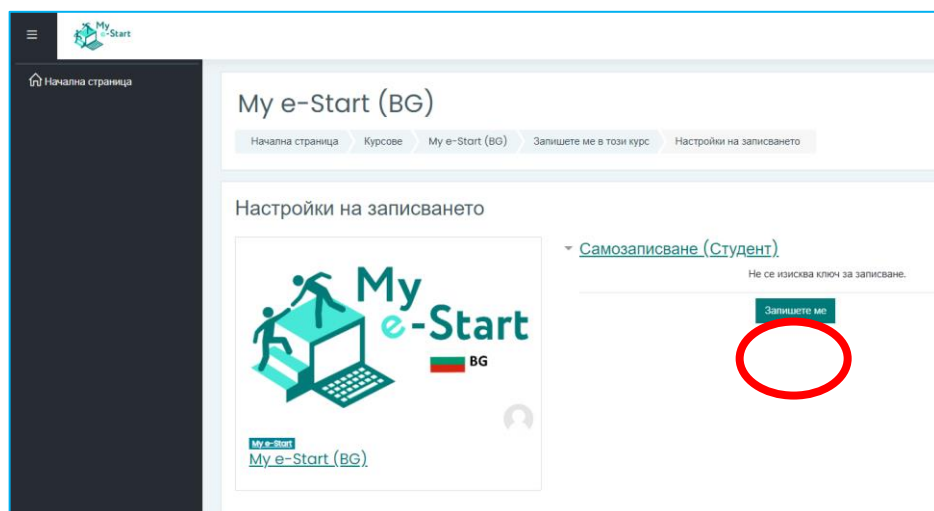 My
e-Start
Начална страница
My e-Start (BG)
Начална страница
Курсове
My e-Start (BG)
Запишете ме в този курс
Настройки на записването
Настройки на записването
My
e-Start
BG
My e-Start
My e-Start (BG)
Самозаписване (Студент)
Не се изисква ключ за записване.
Запишете ме